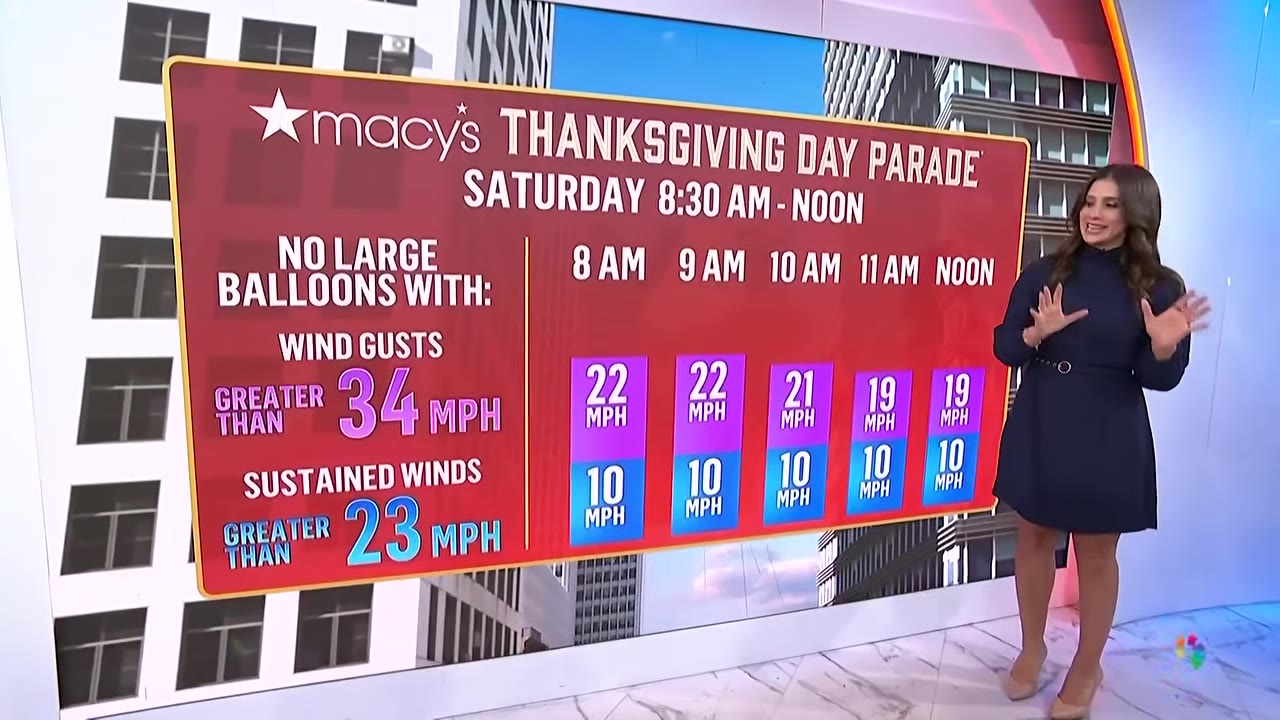 macy's THANKSGIVING DAY PARADE
SATURDAY 8:30 AM - NOON
NO LARGE
BALLOONS WITH:
WIND GUSTS
GREATER
THAN
34 MPH
SUSTAINED WINDS
GREATER
THAN
23 MPH
8 AM 9 AM 10 AM 11 AM NOON
22 22 21 19 19
MPH MPH MPH MPH MPH
10 10 10 10 10
MPH MPH MPH MPH MPH